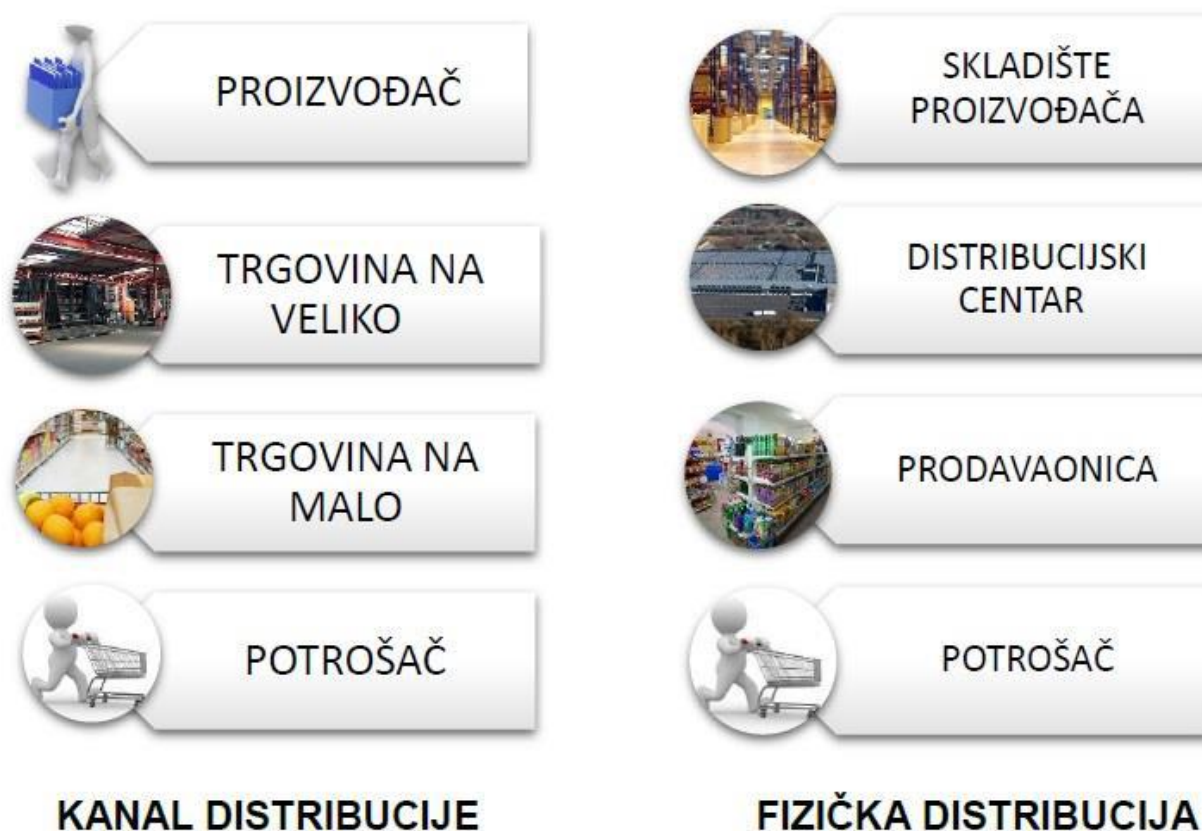 PROIZVOĐAČ
TRGOVINA NA
VELIKO
TRGOVINA NA
MALO
POTROŠAČ
KANAL DISTRIBUCIJE
SKLADIŠTE
PROIZVOĐAČA
DISTRIBUCIJSKI
CENTAR
PRODAVAONICA
POTROŠAČ
FIZIČKA DISTRIBUCIJA